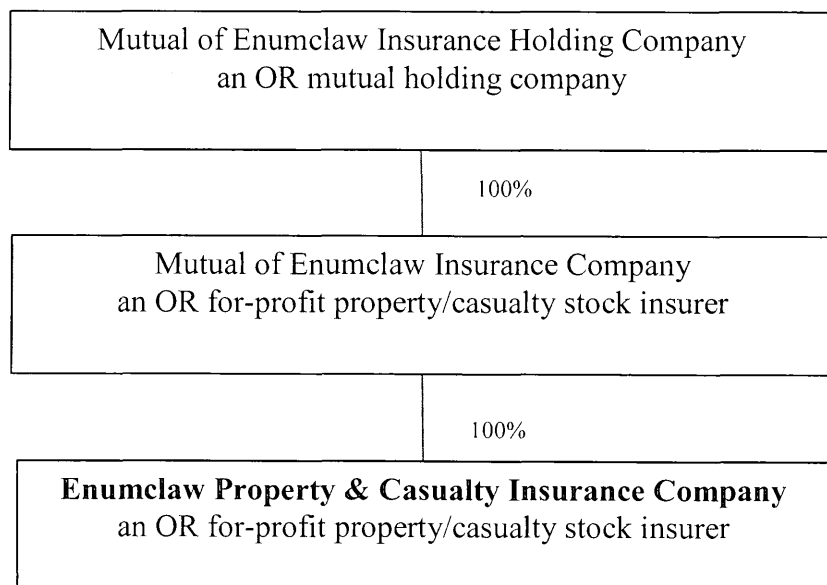 Mutual of Enumclaw Insurance Holding Company
an OR mutual holding company
100%
Mutual of Enumclaw Insurance Company
an OR for-profit property/casualty stock insurer
100%
Enumclaw Property & Casualty Insurance Company
an OR for-profit property/casualty stock insurer